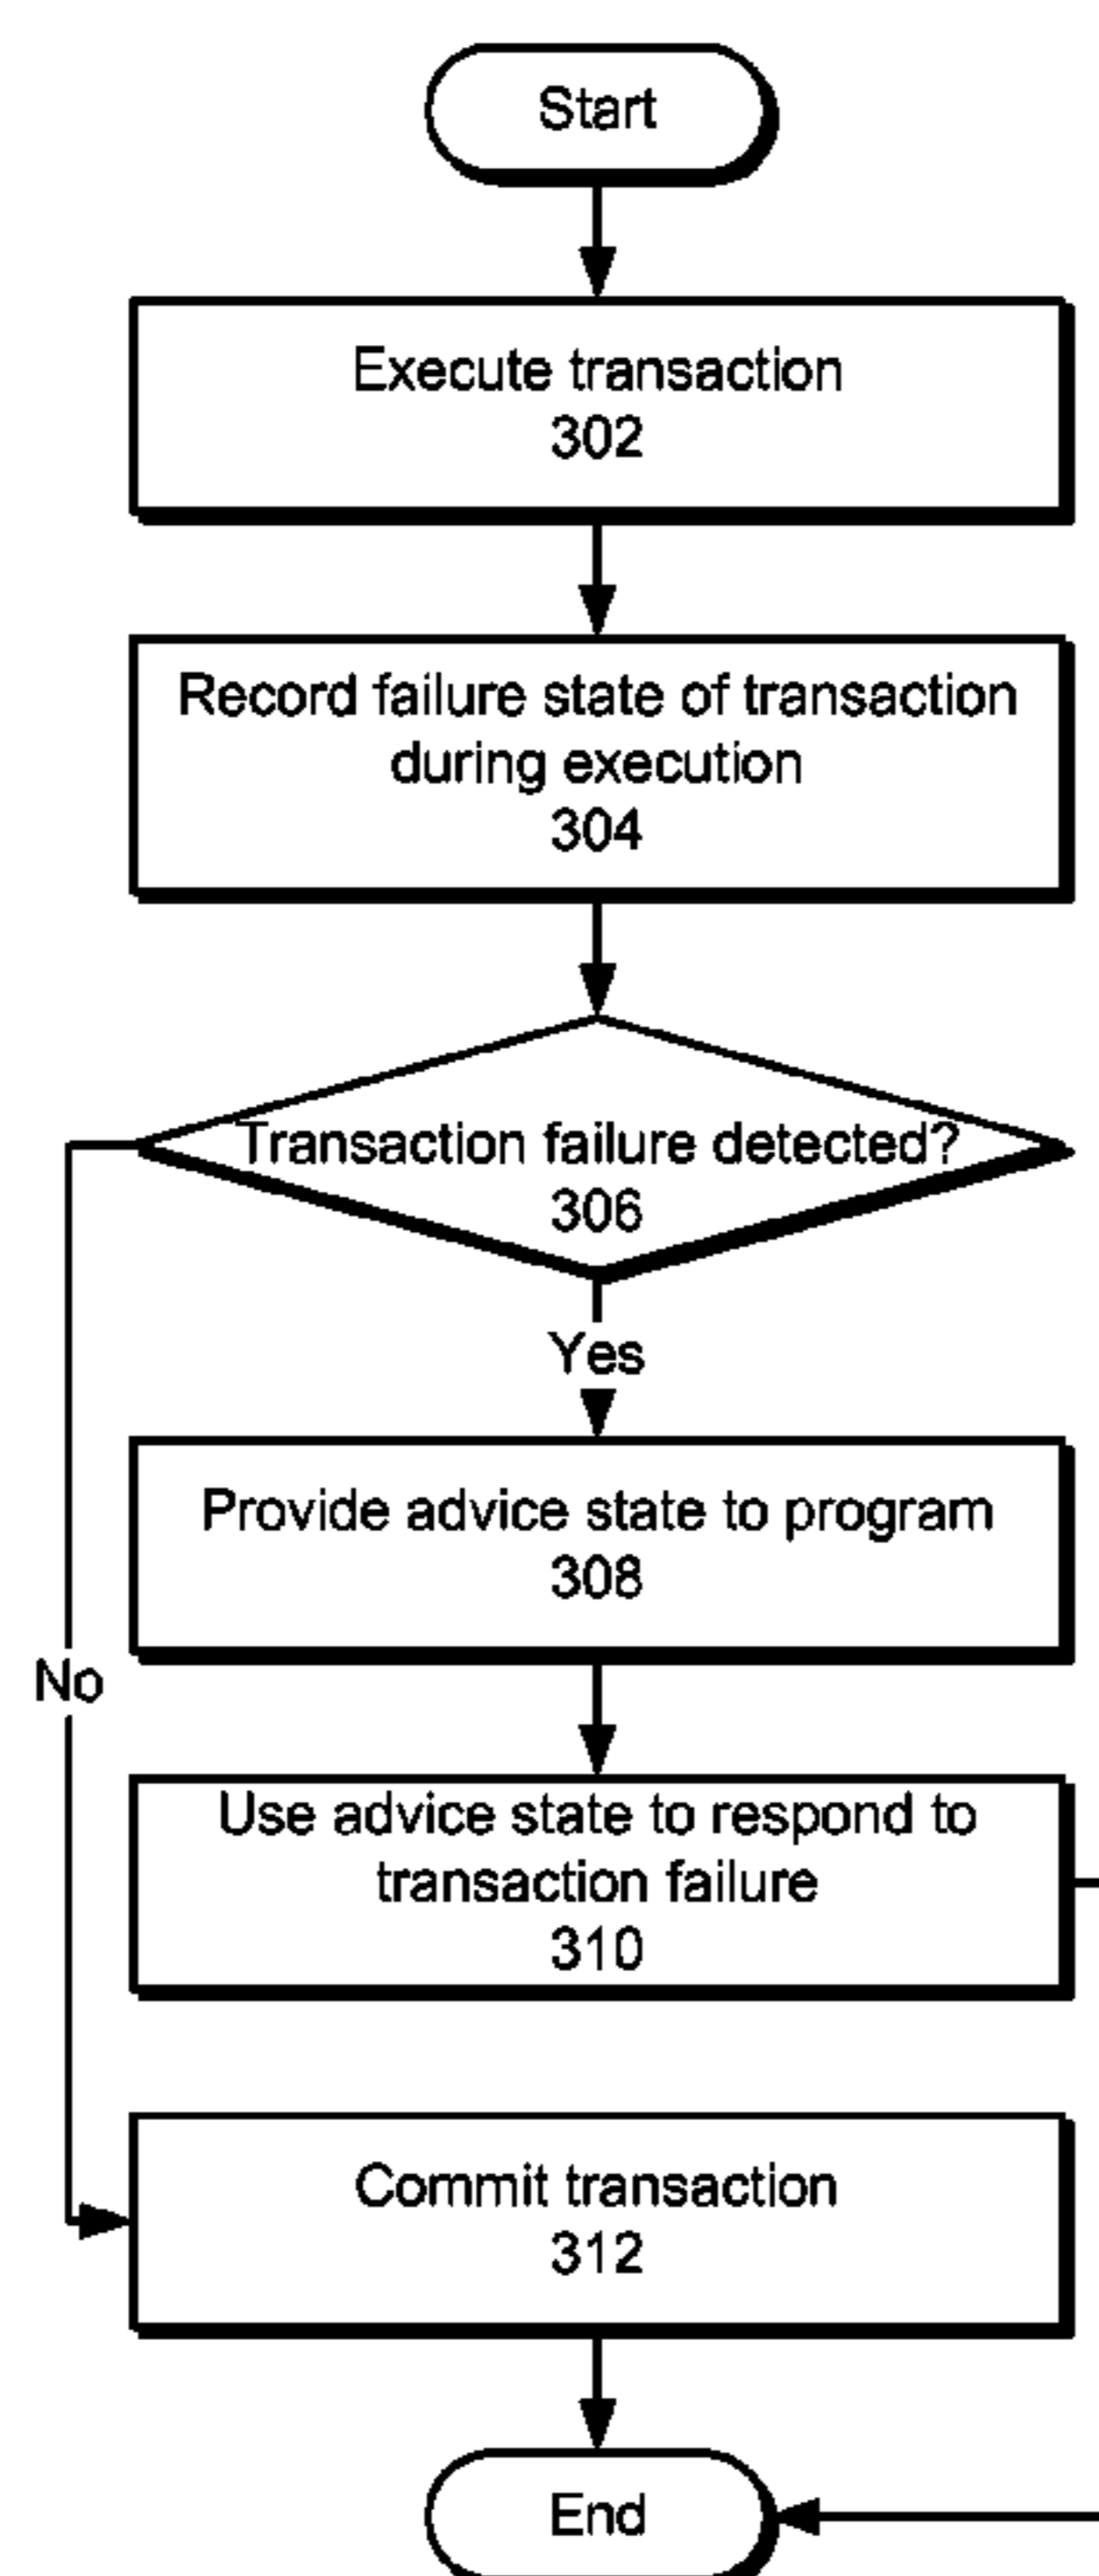 Start
Execute transaction
302
Record failure state of transaction
during execution
304
Transaction failure detected?
306
Yes
Provide advice state to program
308
No
Use advice state to respond to
transaction failure
310
Commit transaction
312
End